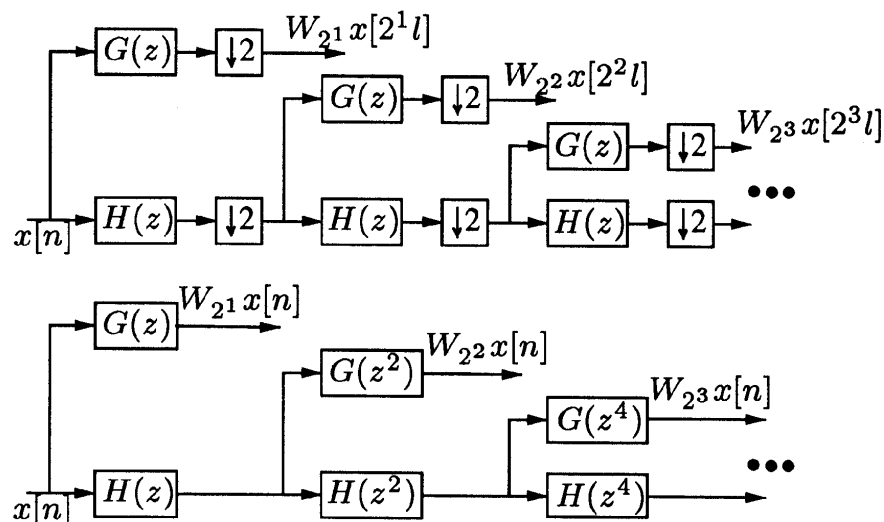 G(z) ↓2 W_{2^1}x[2^1l]
G(z) ↓2 W_{2^2}x[2^2l]
G(z) ↓2 W_{2^3}x[2^3l]
•••
H(z) ↓2 H(z) ↓2 H(z) ↓2
x[n]
G(z) W_{2^1}x[n]
G(z^2) W_{2^2}x[n]
G(z^4) W_{2^3}x[n]
•••
H(z) H(z^2) H(z^4)
x[n]